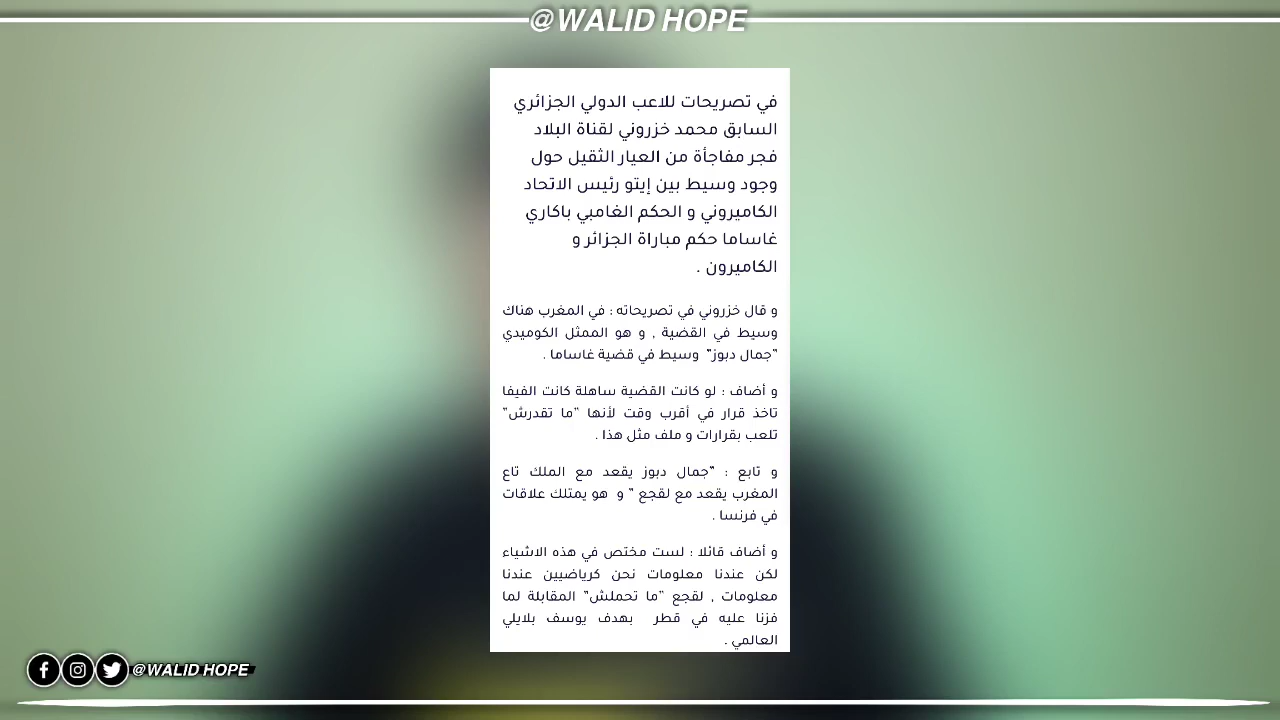 @WALID HOPE
في تصريحات للاعب الدولي الجزائري
السابق محمد خزروني لقناة البلاد
فجر مفاجأة من العيار الثقيل حول
وجود وسيط بين إيتو رئيس الاتحاد
الكاميروني و الحكم الغامبي باكاري
غاساما حكم مباراة الجزائر و
الكاميرون .
و قال خزروني في تصريحاته : في المغرب هناك
وسيط في القضية , و هو الممثل الكوميدي
"جمال دبوز" وسيط في قضية غاساما .
و أضاف : لو كانت القضية ساهلة كانت الفيفا
تاخذ قرار في أقرب وقت لأنها "ما تقدرش"
تلعب بقرارات و ملف مثل هذا .
و تابع : "جمال دبوز يقعد مع الملك تاع
المغرب يقعد مع لقجع " و هو يمتلك علاقات
في فرنسا .
و أضاف قائلا : لست مختص في هذه الاشياء
لكن عندنا معلومات نحن كرياضيين عندنا
معلومات , لقجع "ما تحملش" المقابلة لما
فزنا عليه في قطر بهدف يوسف بلايلي
العالمي .
@WALID HOPE